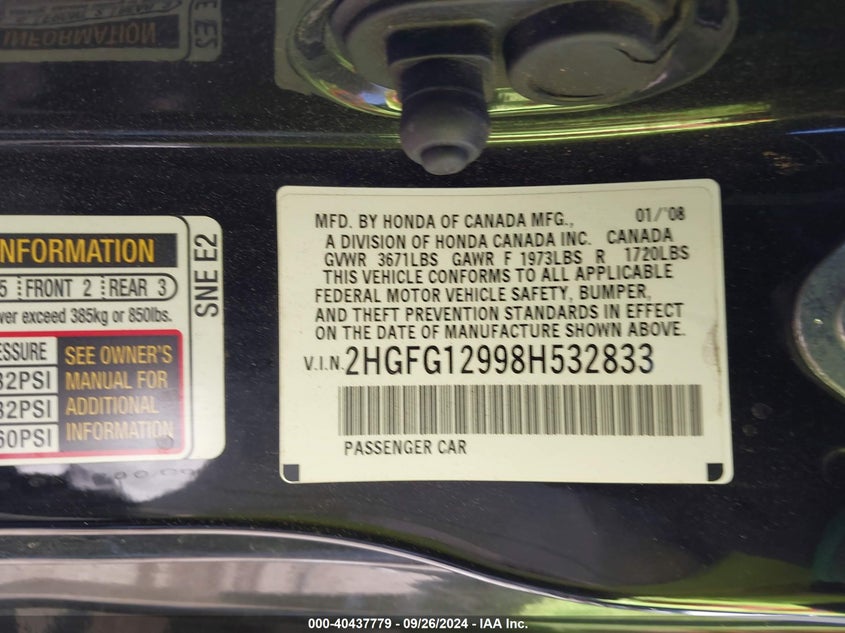 INFORMATION
5 FRONT 2 REAR 3
ver exceed 385kg or 850lbs.
ESSURE
32PSI
32PSI
60PSI
SEE OWNER'S
MANUAL FOR
ADDITIONAL
INFORMATION
SNE E2
MFD. BY HONDA OF CANADA MFG., 01/'08
A DIVISION OF HONDA CANADA INC. CANADA
GVWR 3671LBS GAWR F 1973LBS R 1720LBS
THIS VEHICLE CONFORMS TO ALL APPLICABLE
FEDERAL MOTOR VEHICLE SAFETY, BUMPER,
AND THEFT PREVENTION STANDARDS IN EFFECT
ON THE DATE OF MANUFACTURE SHOWN ABOVE.
V.I.N. 2HGFG12998H532833
PASSENGER CAR
000-40437779 - 09/26/2024 - IAA Inc.